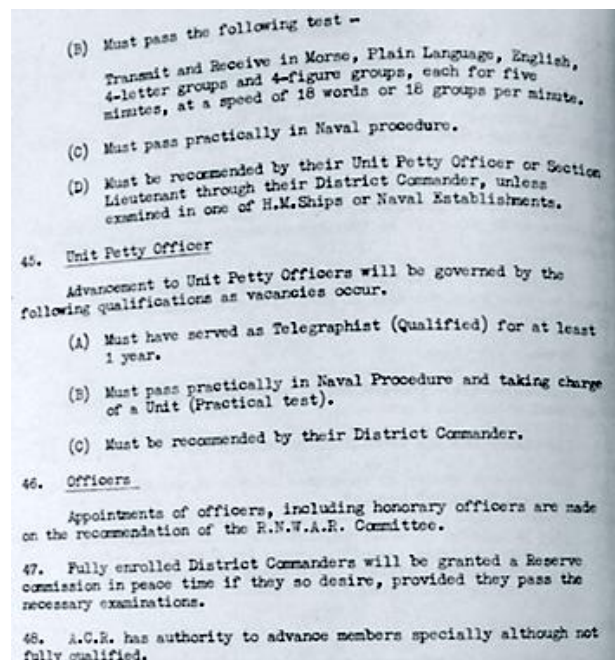 (B) Must pass the following test -
Transmit and Receive in Morse, Plain Language, English,
4-letter groups and 4-figure groups, each for five
minutes, at a speed of 18 words or 18 groups per minute.
(C) Must pass practically in Naval procedure.
(D) Must be recommended by their Unit Petty Officer or Section
Lieutenant through their District Commander, unless
examined in one of H.M.Ships or Naval Establishments.
45. Unit Petty Officer
Advancement to Unit Petty Officers will be governed by the
following qualifications as vacancies occur.
(A) Must have served as Telegraphist (Qualified) for at least
1 year.
(B) Must pass practically in Naval Procedure and taking charge
of a Unit (Practical test).
(C) Must be recommended by their District Commander.
46. Officers
Appointments of officers, including honorary officers are made
on the recommendation of the R.N.W.A.R. Committee.
47. Fully enrolled District Commanders will be granted a Reserve
commission in peace time if they so desire, provided they pass the
necessary examinations.
48. A.C.R. has authority to advance members specially although not
fully qualified.